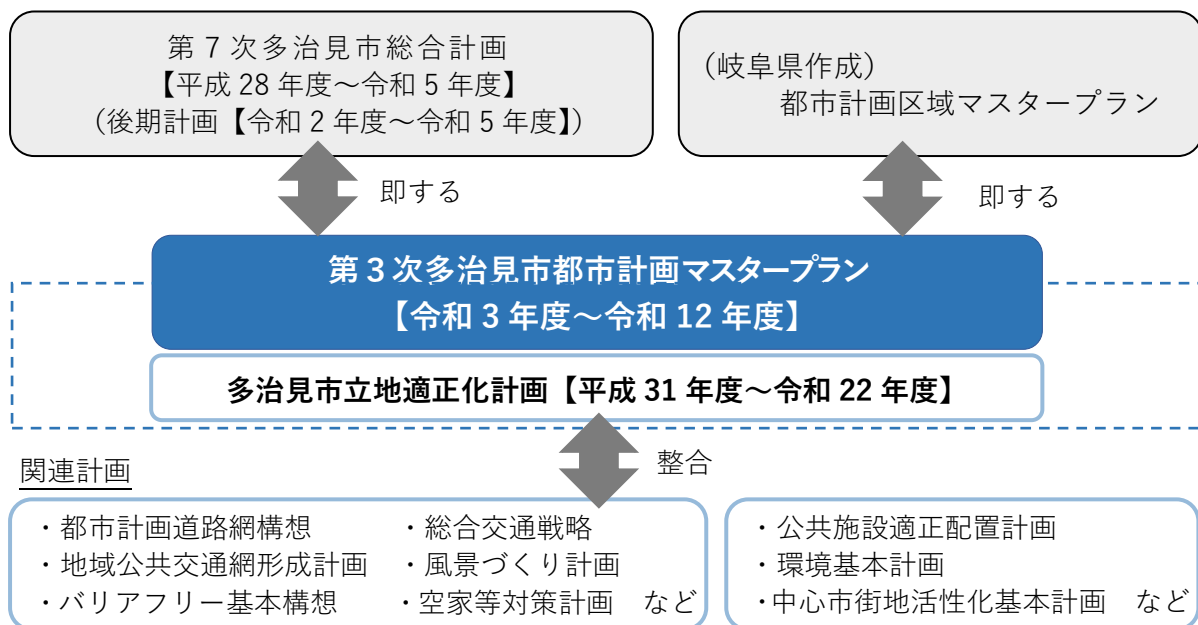 第7次多治見市総合計画
【平成28年度～令和5年度】
(後期計画【令和2年度～令和5年度】)
(岐阜県作成)
都市計画区域マスタープラン
即する
即する
第3次多治見市都市計画マスタープラン
【令和3年度～令和12年度】
多治見市立地適正化計画【平成31年度～令和22年度】
整合
関連計画
・都市計画道路網構想
・地域公共交通網形成計画
・バリアフリー基本構想
・総合交通戦略
・風景づくり計画
・空家等対策計画　など
・公共施設適正配置計画
・環境基本計画
・中心市街地活性化基本計画　など